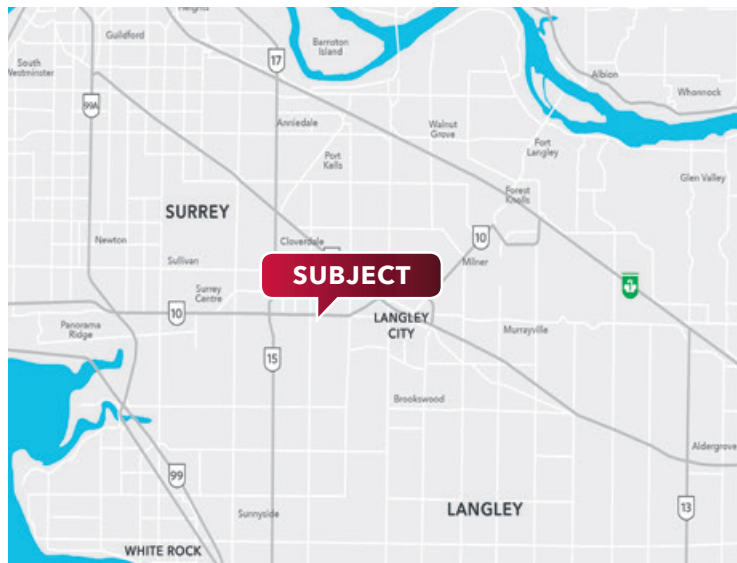 Heights
Guildford
South
Westminster
Barnston
Island
17
99A
Albion
Whonnock
Anniedale
Walnut
Grove
Port
Kells
Fort
Langley
Glen Valley
Forest
Knolls
SURREY
Newton
Cloverdale
10
Sullivan
Milner
SUBJECT
1
Surrey
Centre
10
LANGLEY
CITY
Panorama
Ridge
Murrayville
15
Brookswood
Aldergrove
99
Sunnyside
LANGLEY
13
WHITE ROCK